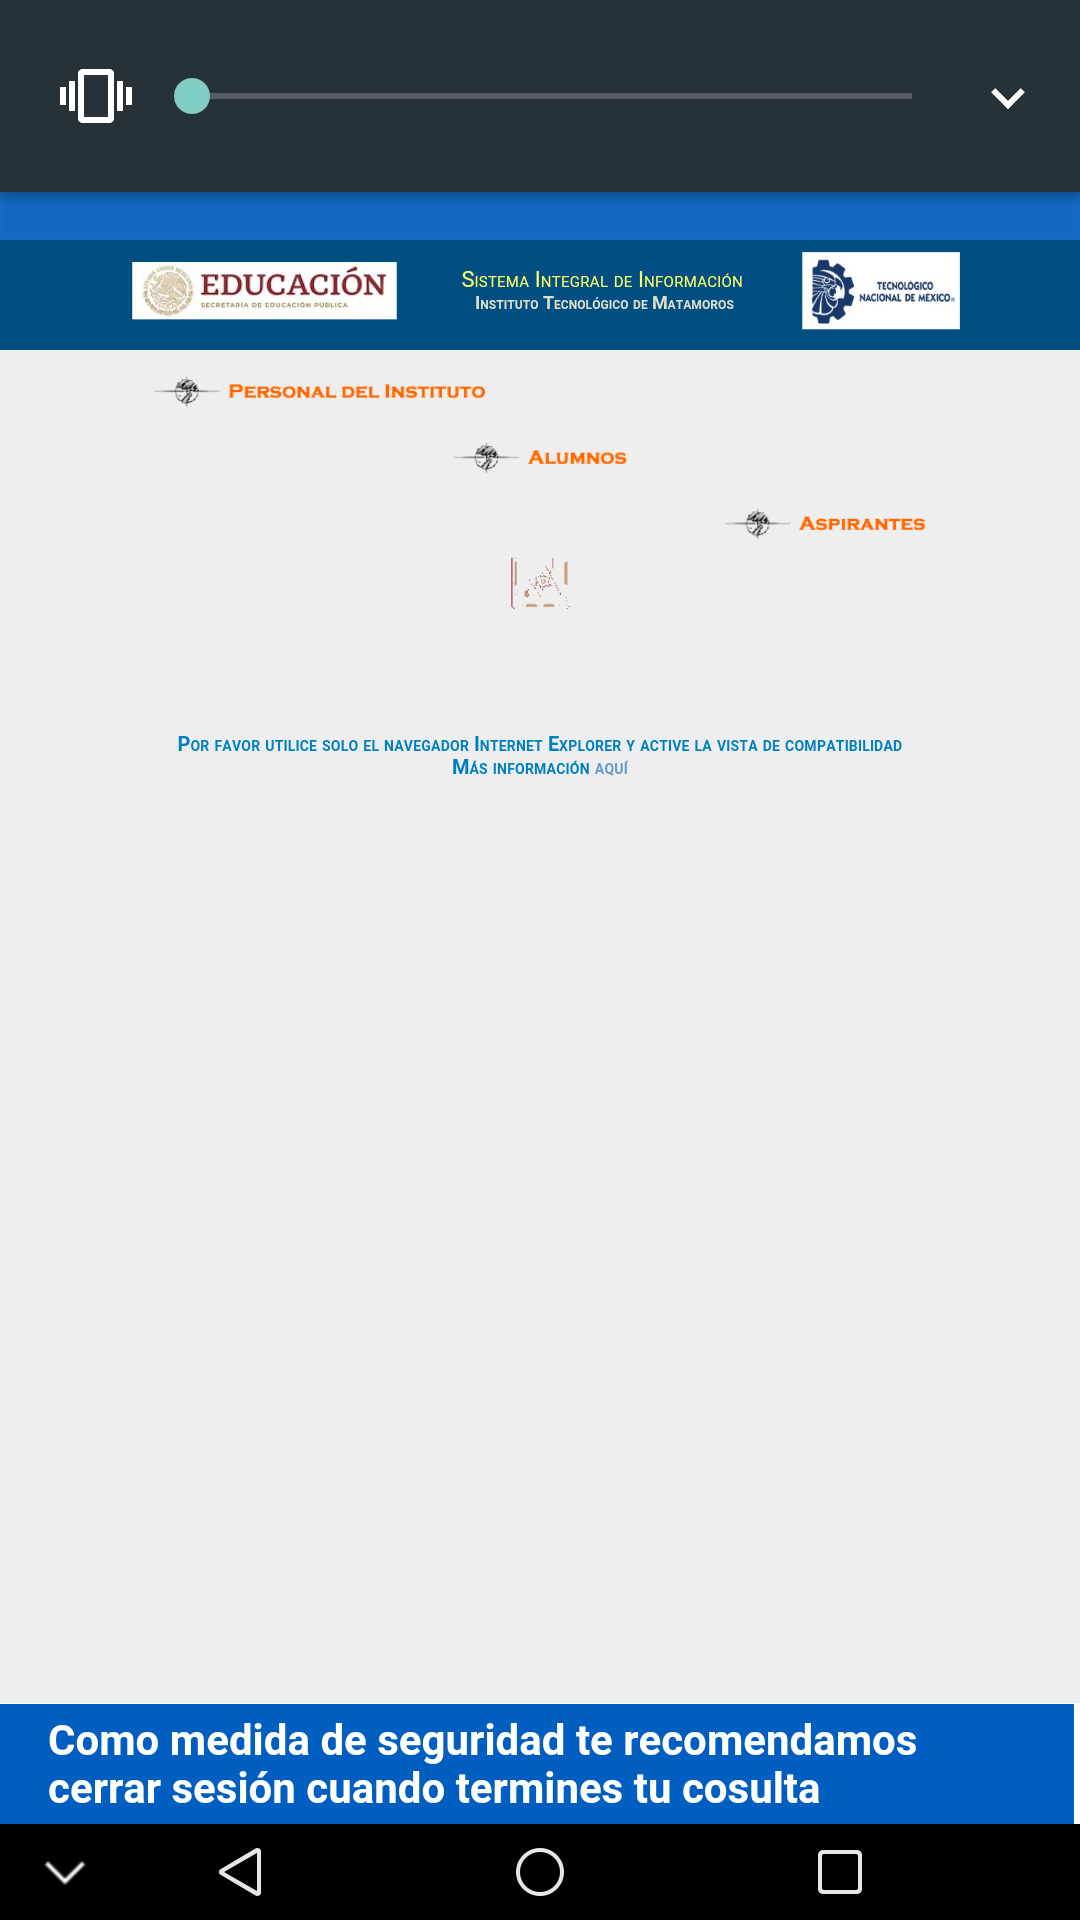 EDUCACIÓN
SECRETARÍA DE EDUCACIÓN PÚBLICA
Sistema Integral de Información
Instituto Tecnológico de Matamoros
TECNOLÓGICO
NACIONAL DE MÉXICO®
Personal del Instituto
Alumnos
Aspirantes
Por favor utilice solo el navegador Internet Explorer y active la vista de compatibilidad
Más información aquí
Como medida de seguridad te recomendamos
cerrar sesión cuando termines tu cosulta